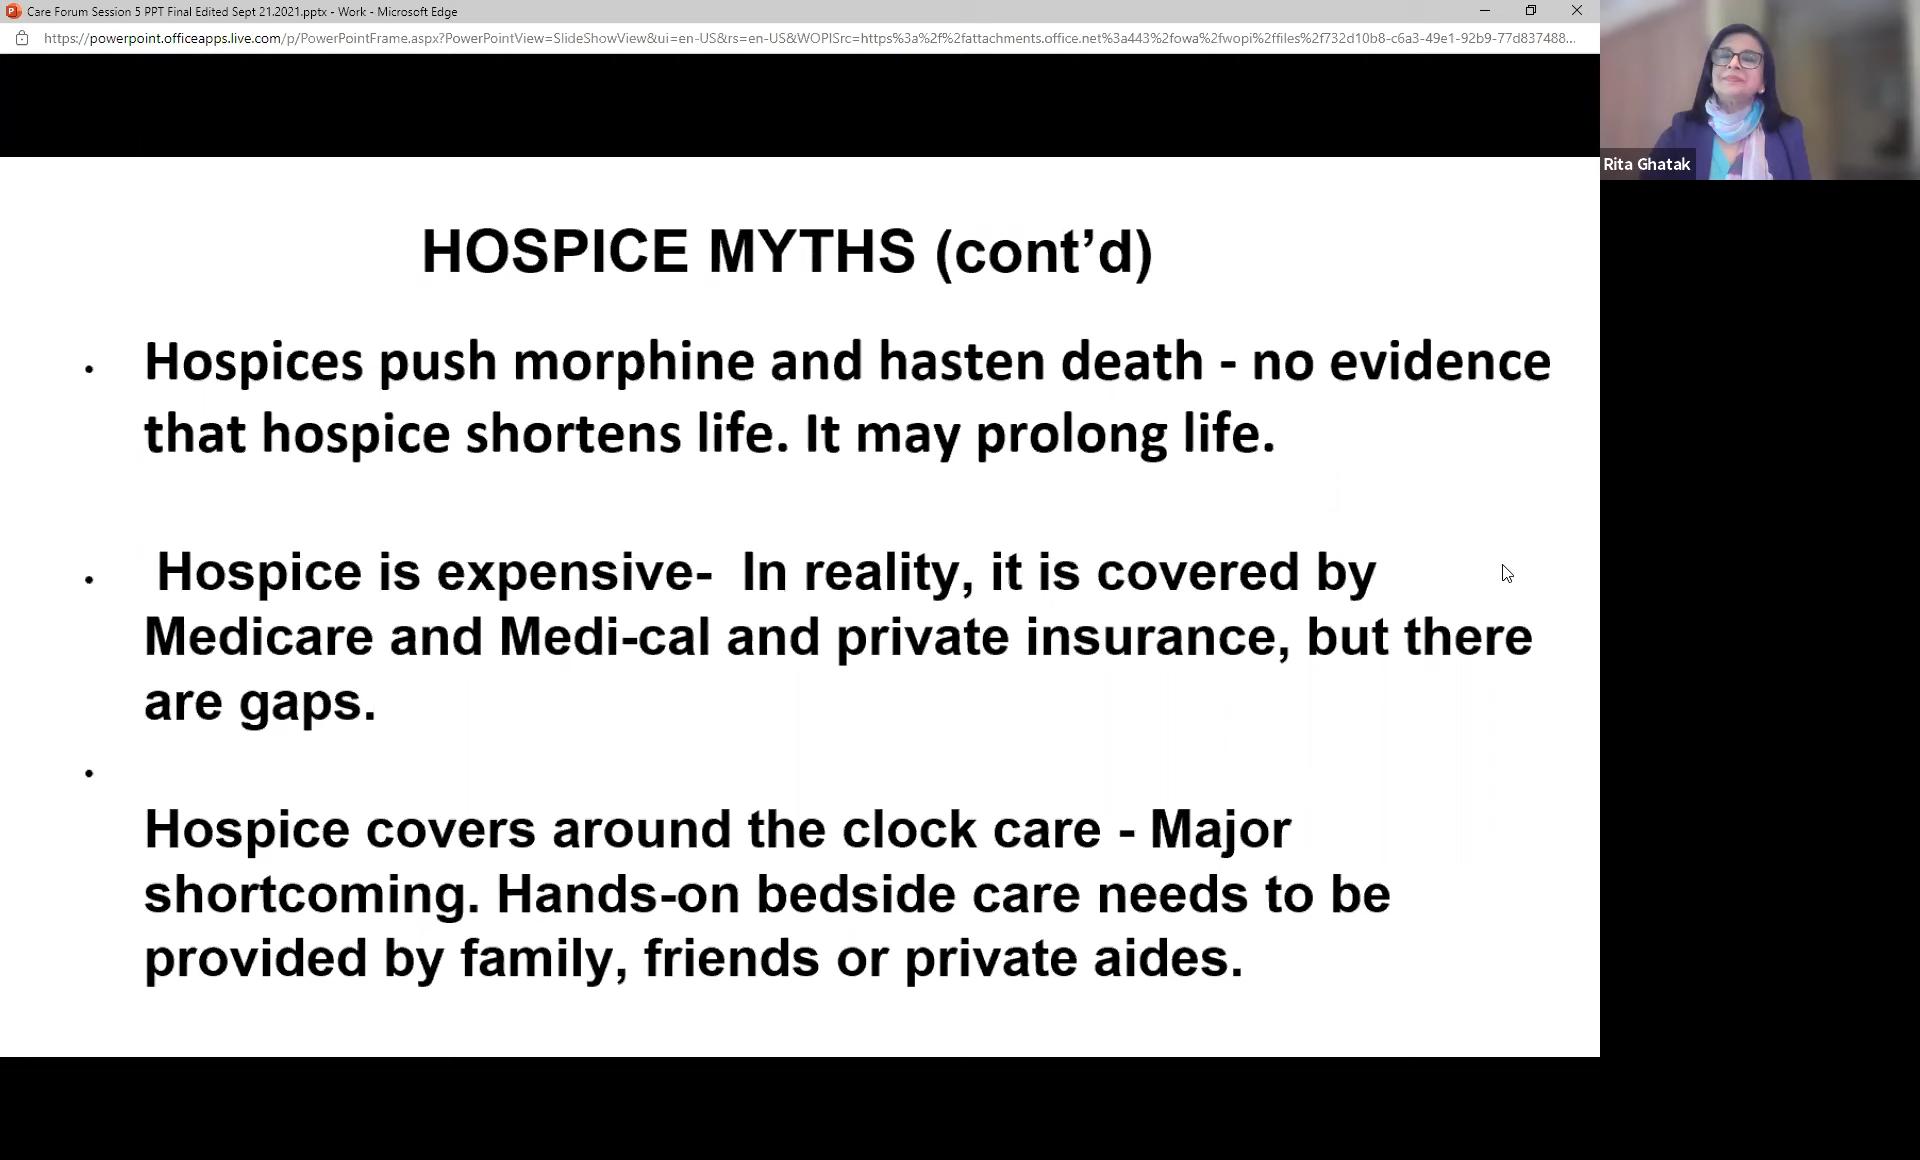 Care Forum Session 5 PPT Final Edited Sept 21.2021.pptx - Work - Microsoft Edge
https://powerpoint.officeapps.live.com/p/PowerPointFrame.aspx?PowerPointView=SlideShowView&ui=en-US&rs=en-US&WOPISrc=https%3a%2f%2fattachments.office.net%3a443%2fowa%2fwopi%2ffiles%2f732d10b8-c6a3-49e1-92b9-77d837488...
Rita Ghatak
HOSPICE MYTHS (cont’d)
• Hospices push morphine and hasten death - no evidence
that hospice shortens life. It may prolong life.
• Hospice is expensive- In reality, it is covered by
Medicare and Medi-cal and private insurance, but there
are gaps.
•
Hospice covers around the clock care - Major
shortcoming. Hands-on bedside care needs to be
provided by family, friends or private aides.